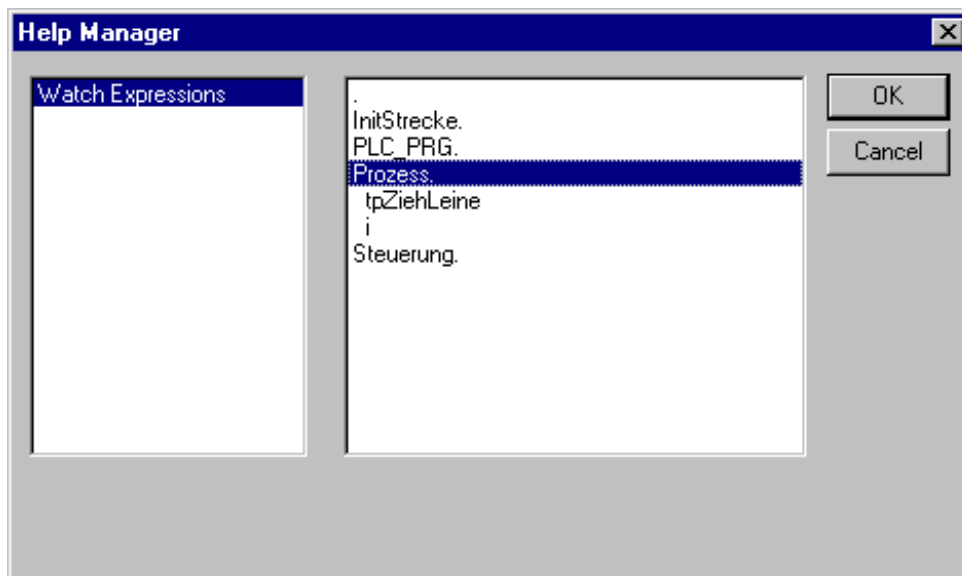 Help Manager
Watch Expressions
.
InitStrecke.
PLC_PRG.
Prozess.
tpZiehLeine
i
Steuerung.
OK
Cancel